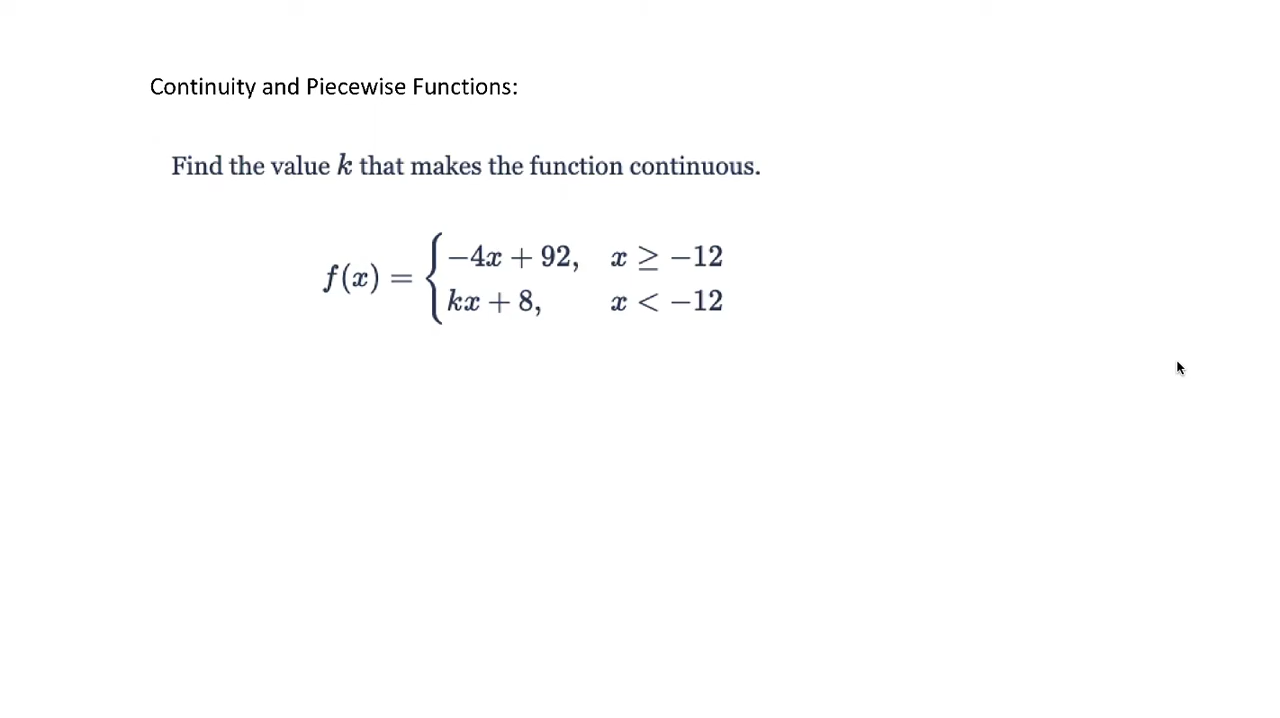 Continuity and Piecewise Functions:
Find the value k that makes the function continuous.
f(x) = { −4x + 92, x ≥ −12
kx + 8, x < −12